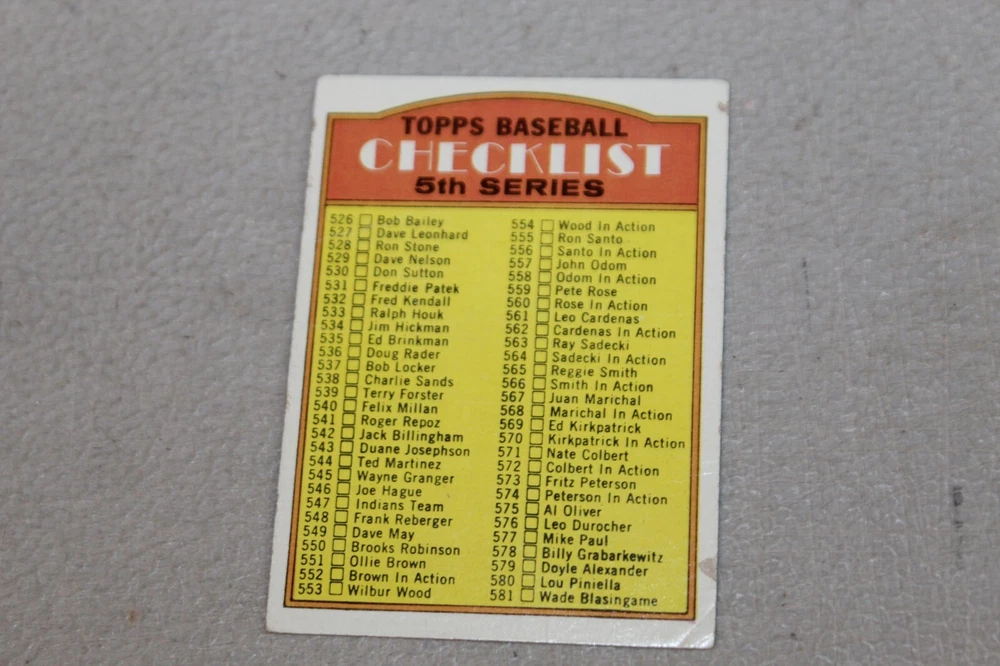 TOPPS BASEBALL
CHECKLIST
5th SERIES
526 Bob Bailey
527 Dave Leonhard
528 Ron Stone
529 Dave Nelson
530 Don Sutton
531 Freddie Patek
532 Fred Kendall
533 Ralph Houk
534 Jim Hickman
535 Ed Brinkman
536 Doug Rader
537 Bob Locker
538 Charlie Sands
539 Terry Forster
540 Felix Millan
541 Roger Repoz
542 Jack Billingham
543 Duane Josephson
544 Ted Martinez
545 Wayne Granger
546 Joe Hague
547 Indians Team
548 Frank Reberger
549 Dave May
550 Brooks Robinson
551 Ollie Brown
552 Brown In Action
553 Wilbur Wood
554 Wood In Action
555 Ron Santo
556 Santo In Action
557 John Odom
558 Odom In Action
559 Pete Rose
560 Rose In Action
561 Leo Cardenas
562 Cardenas In Action
563 Ray Sadecki
564 Sadecki In Action
565 Reggie Smith
566 Smith In Action
567 Juan Marichal
568 Marichal In Action
569 Ed Kirkpatrick
570 Kirkpatrick In Action
571 Nate Colbert
572 Colbert In Action
573 Fritz Peterson
574 Peterson In Action
575 Al Oliver
576 Leo Durocher
577 Mike Paul
578 Billy Grabarkewitz
579 Doyle Alexander
580 Lou Piniella
581 Wade Blasingame